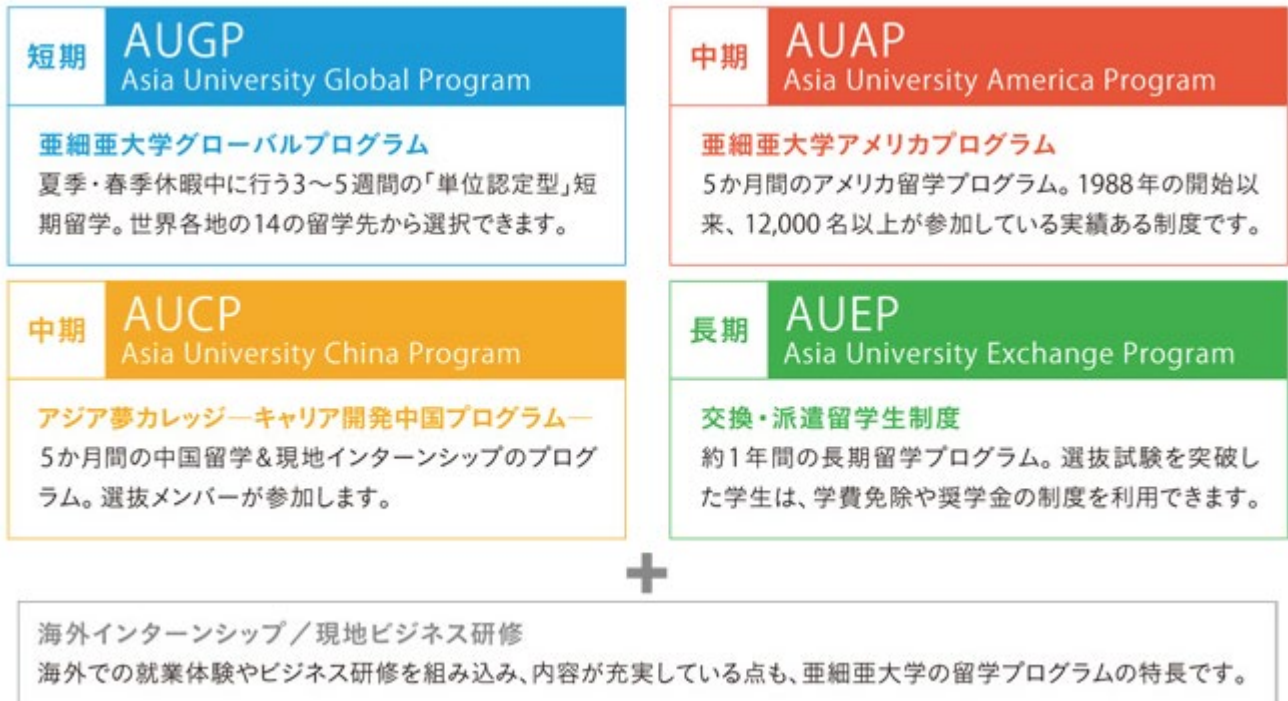 短期
AUGP
Asia University Global Program
亜細亜大学グローバルプログラム
夏季・春季休暇中に行う3〜5週間の「単位認定型」短
期留学。世界各地の14の留学先から選択できます。
中期
AUAP
Asia University America Program
亜細亜大学アメリカプログラム
5か月間のアメリカ留学プログラム。1988年の開始以
来、12,000名以上が参加している実績ある制度です。
中期
AUCP
Asia University China Program
アジア夢カレッジ―キャリア開発中国プログラム―
5か月間の中国留学&現地インターンシップのプログ
ラム。選抜メンバーが参加します。
長期
AUEP
Asia University Exchange Program
交換・派遣留学生制度
約1年間の長期留学プログラム。選抜試験を突破し
た学生は、学費免除や奨学金の制度を利用できます。
+
海外インターンシップ/現地ビジネス研修
海外での就業体験やビジネス研修を組み込み、内容が充実している点も、亜細亜大学の留学プログラムの特長です。